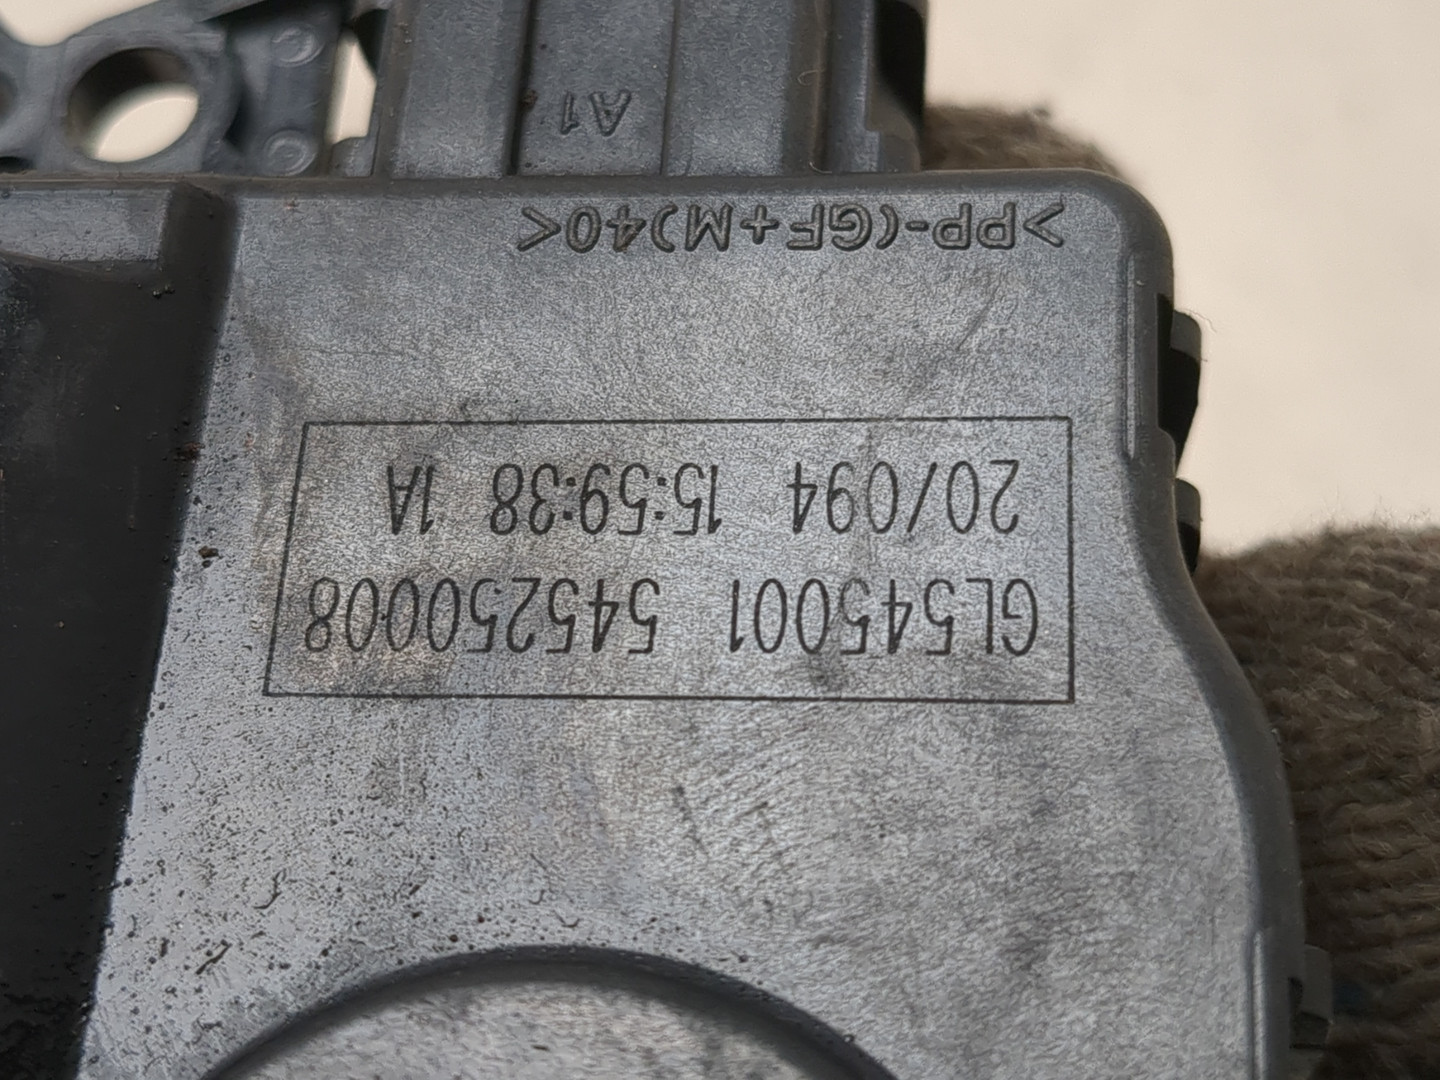 GL545001 545250008
20/094 15:59:38 1A
>PP-(GF+M)40<
A1